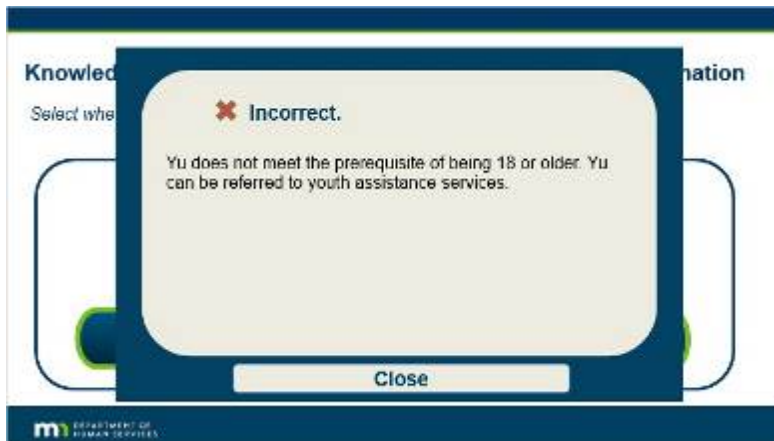 Knowled
nation
Select whe
Incorrect.
Yu does not meet the prerequisite of being 18 or older. Yu
can be referred to youth assistance services.
Close
mn DEPARTMENT OF
HUMAN SERVICES